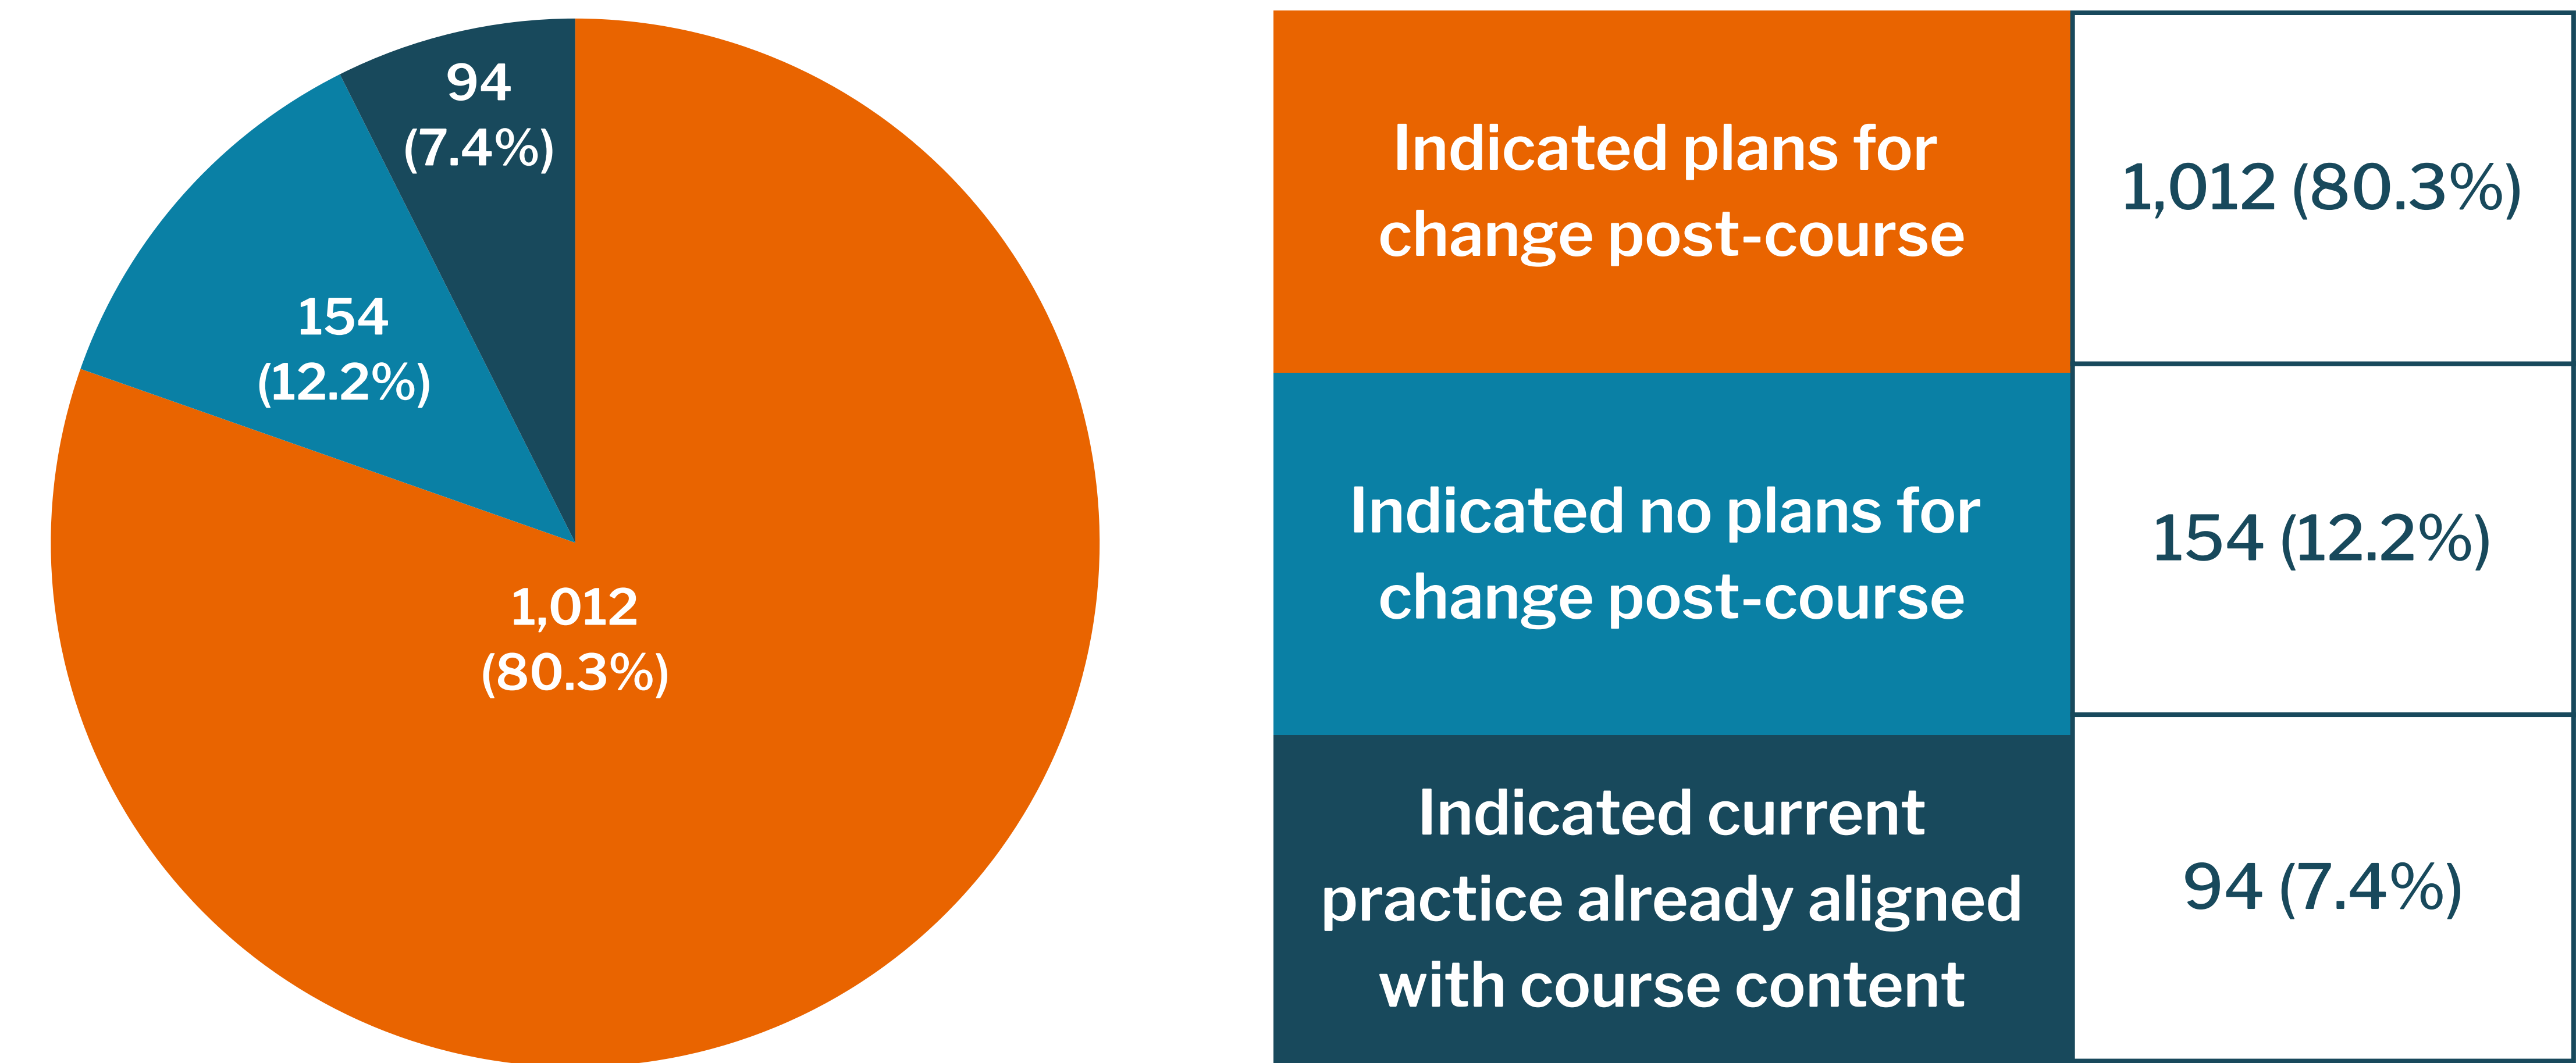 94
(7.4%)
154
(12.2%)
1,012
(80.3%)
Indicated plans for
change post-course
1,012 (80.3%)
Indicated no plans for
change post-course
154 (12.2%)
Indicated current
practice already aligned
with course content
94 (7.4%)